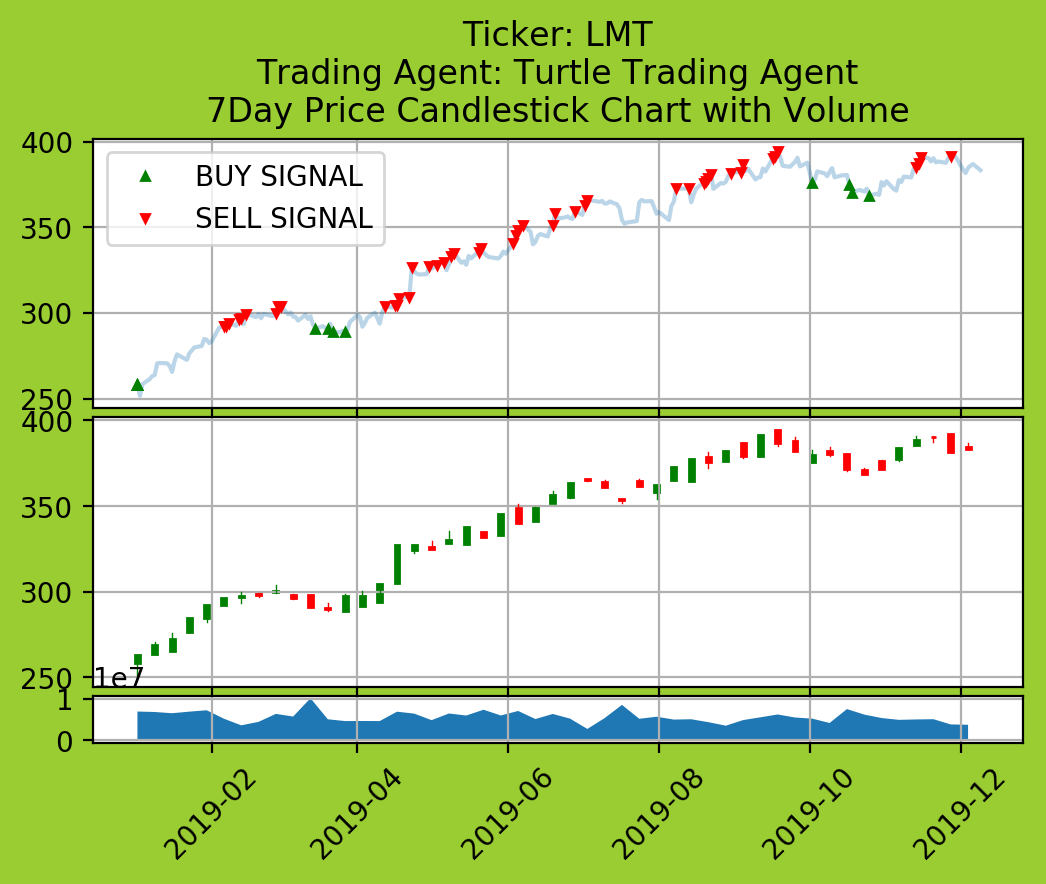 Ticker: LMT
Trading Agent: Turtle Trading Agent
7Day Price Candlestick Chart with Volume
400
BUY SIGNAL
SELL SIGNAL
350
300
250
400
350
300
250
1e7
1
0
2019-02
2019-04
2019-06
2019-08
2019-10
2019-12